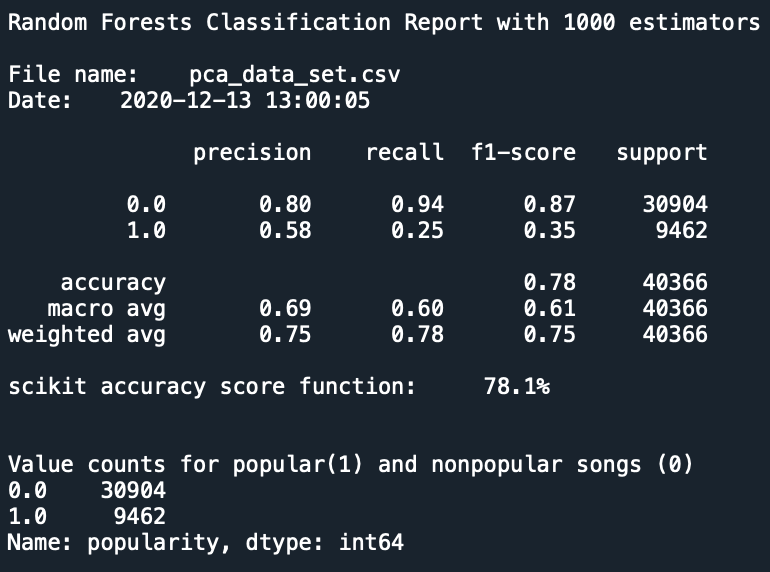 Random Forests Classification Report with 1000 estimators
File name: pca_data_set.csv
Date: 2020-12-13 13:00:05
precision recall f1-score support
0.0 0.80 0.94 0.87 30904
1.0 0.58 0.25 0.35 9462
accuracy 0.78 40366
macro avg 0.69 0.60 0.61 40366
weighted avg 0.75 0.78 0.75 40366
scikit accuracy score function: 78.1%
Value counts for popular(1) and nonpopular songs (0)
0.0 30904
1.0 9462
Name: popularity, dtype: int64